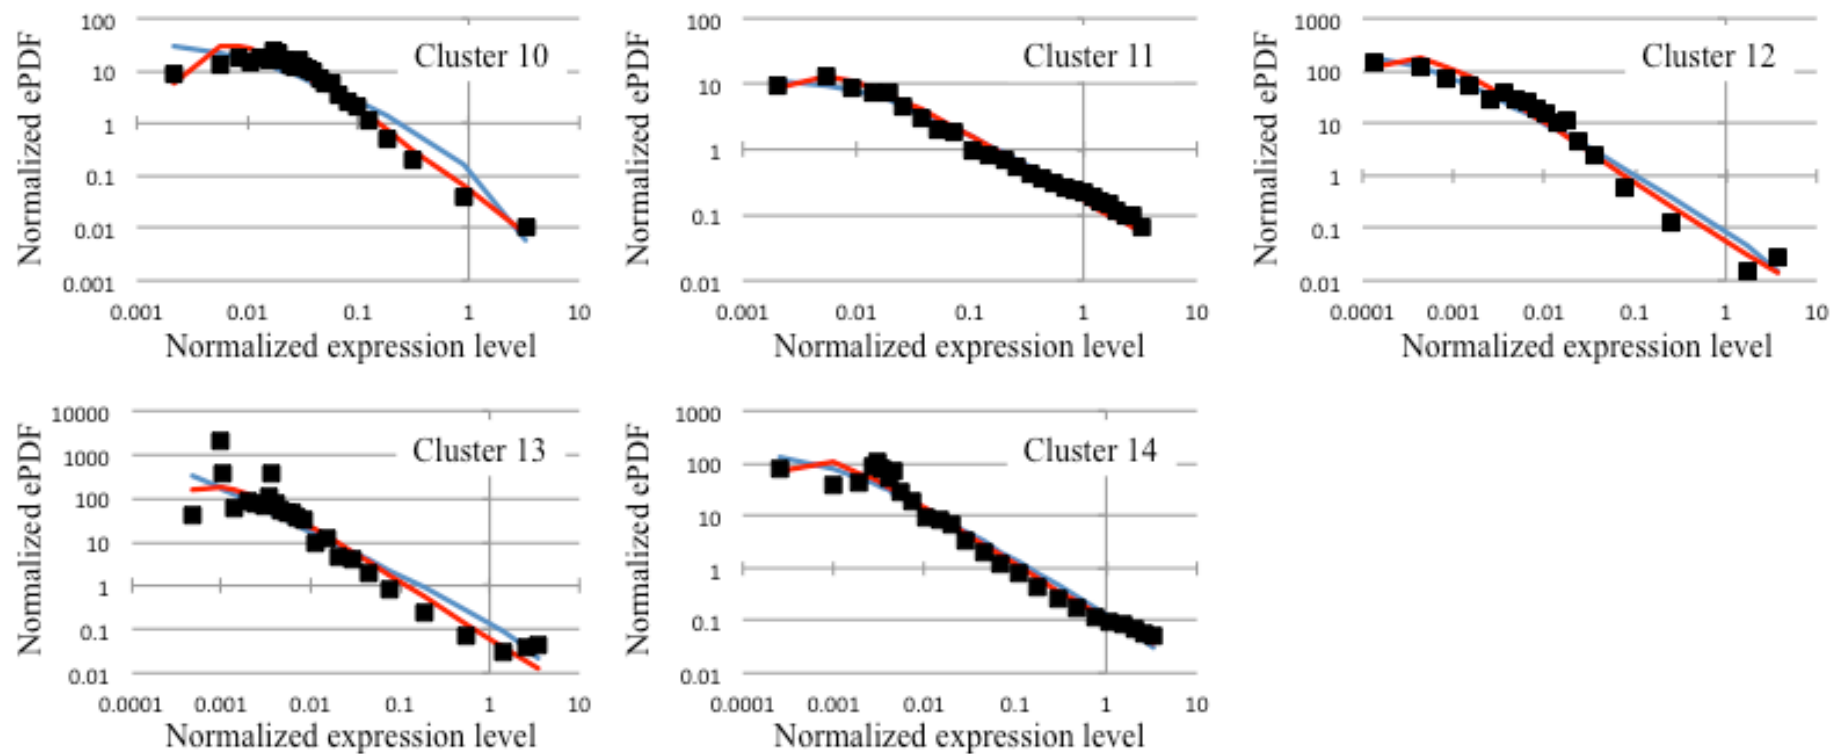 Cluster 10
Normalized ePDF
100
10
1
0.1
0.01
0.001
0.001 0.01 0.1 1 10
Normalized expression level
Cluster 11
Normalized ePDF
100
10
1
0.1
0.01
0.001 0.01 0.1 1 10
Normalized expression level
Cluster 12
Normalized ePDF
1000
100
10
1
0.1
0.01
0.0001 0.001 0.01 0.1 1 10
Normalized expression level
Cluster 13
Normalized ePDF
10000
1000
100
10
1
0.1
0.01
0.0001 0.001 0.01 0.1 1 10
Normalized expression level
Cluster 14
Normalized ePDF
1000
100
10
1
0.1
0.01
0.0001 0.001 0.01 0.1 1 10
Normalized expression level